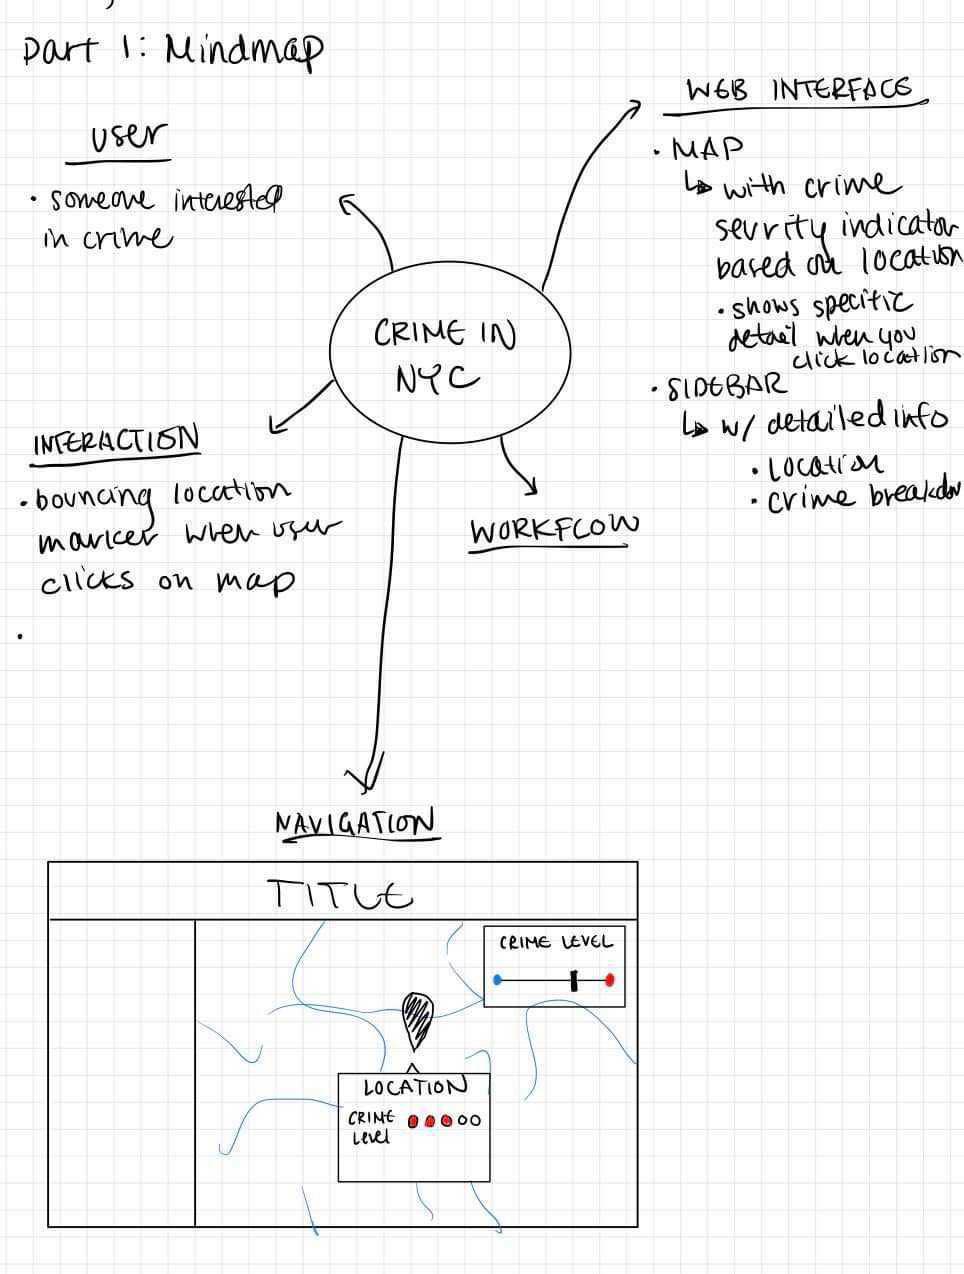 Part 1: Mindmap
USER
• someone interested
in crime
WEB INTERFACE
• MAP
↳ with crime
sevrity indicator
based on location
• shows specific
detail when you
click location
• SIDEBAR
↳ w/ detailed info
• Location
• crime breakdow
CRIME IN
NYC
INTERACTION
• bouncing location
marker when user
clicks on map
•
WORKFLOW
NAVIGATION
TITLE
CRIME LEVEL
LOCATION
CRIME
Level